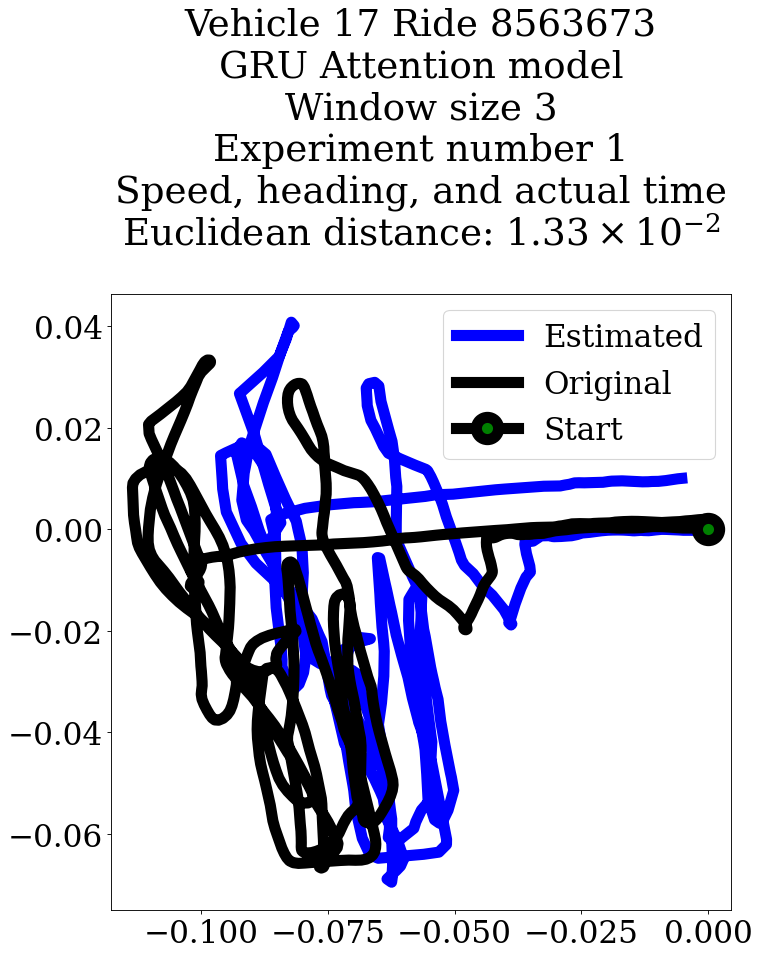 Vehicle 17 Ride 8563673
GRU Attention model
Window size 3
Experiment number 1
Speed, heading, and actual time
Euclidean distance: 1.33 × 10⁻²
Estimated
Original
Start
0.04
0.02
0.00
−0.02
−0.04
−0.06
−0.100 −0.075 −0.050 −0.025 0.000